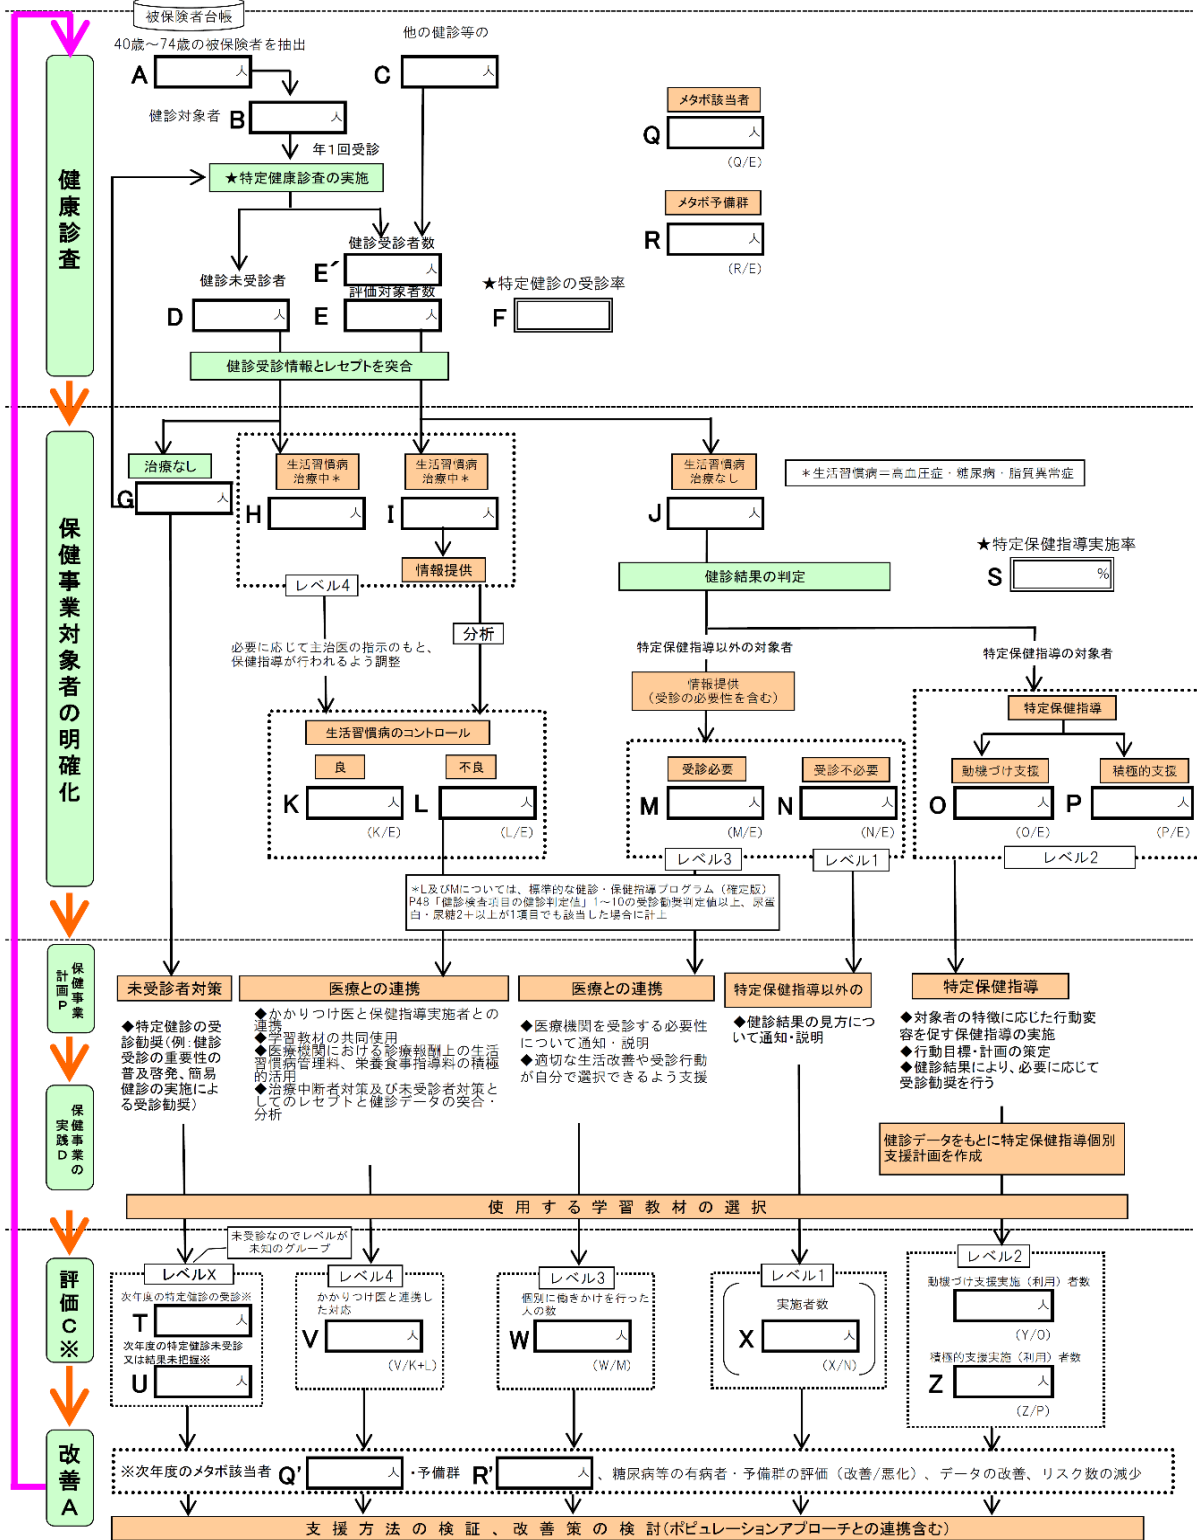 被保険者台帳
40歳～74歳の被保険者を抽出
他の健診等の
A 人
C 人
健診対象者 B 人
年１回受診
★特定健康診査の実施
メタボ該当者
Q 人
(Q/E)
メタボ予備群
R 人
(R/E)
健康診査
健診受診者数
E´ 人
健診未受診者
評価対象者数
D 人
E 人
★特定健診の受診率
F
健診受診情報とレセプトを突合
治療なし
G 人
生活習慣病
治療中＊
H 人
生活習慣病
治療中＊
I 人
情報提供
生活習慣病
治療なし
J 人
＊生活習慣病＝高血圧症・糖尿病・脂質異常症
★特定保健指導実施率
S %
保健事業対象者の明確化
レベル4
健診結果の判定
分析
必要に応じて主治医の指示のもと、
保健指導が行われるよう調整
特定保健指導以外の対象者
特定保健指導の対象者
情報提供
(受診の必要性を含む)
特定保健指導
生活習慣病のコントロール
良
不良
K 人
(K/E)
L 人
(L/E)
受診必要
受診不必要
M 人
(M/E)
N 人
(N/E)
動機づけ支援
積極的支援
O 人
(O/E)
P 人
(P/E)
レベル3
レベル1
レベル2
＊L及びMについては、標準的な健診・保健指導プログラム（確定版）
P48「健診検査項目の健診判定値」1～10の受診勧奨判定値以上、尿蛋
白・尿糖2＋以上が1項目でも該当した場合に計上
保健事業
計画P
未受診者対策
医療との連携
医療との連携
特定保健指導以外の
特定保健指導
◆特定健診の受
診勧奨(例:健診
受診の重要性の
普及啓発、簡易
健診の実施によ
る受診勧奨)
◆かかりつけ医と保健指導実施者との
連携
◆学習教材の共同使用
◆医療機関における診療報酬上の生活
習慣病管理料、栄養食事指導料の積極
的活用
◆治療中断者対策及び未受診者対策と
してのレセプトと健診データの突合・
分析
◆医療機関を受診する必要性
について通知・説明
◆適切な生活改善や受診行動
が自分で選択できるよう支援
◆健診結果の見方につ
いて通知・説明
◆対象者の特徴に応じた行動変
容を促す保健指導の実施
◆行動目標・計画の策定
◆健診結果により、必要に応じて
受診勧奨を行う
保健事業の
実践D
健診データをもとに特定保健指導個別
支援計画を作成
使用する学習教材の選択
未受診なのでレベルが
未知のグループ
評価C※
レベルX
次年度の特定健診の受診※
T 人
次年度の特定健診未受診
又は結果未把握※
U 人
レベル4
かかりつけ医と連携し
た対応
V 人
(V/K+L)
レベル3
個別に働きかけを行った
人の数
W 人
(W/M)
レベル1
実施者数
X 人
(X/N)
レベル2
動機づけ支援実施（利用）者数
人
(Y/O)
積極的支援実施（利用）者数
Z 人
(Z/P)
改善A
※次年度のメタボ該当者 Q' 人 ・予備群 R' 人 、糖尿病等の有病者・予備群の評価（改善/悪化）、データの改善、リスク数の減少
支援方法の検証、改善策の検討(ポピュレーションアプローチとの連携含む)